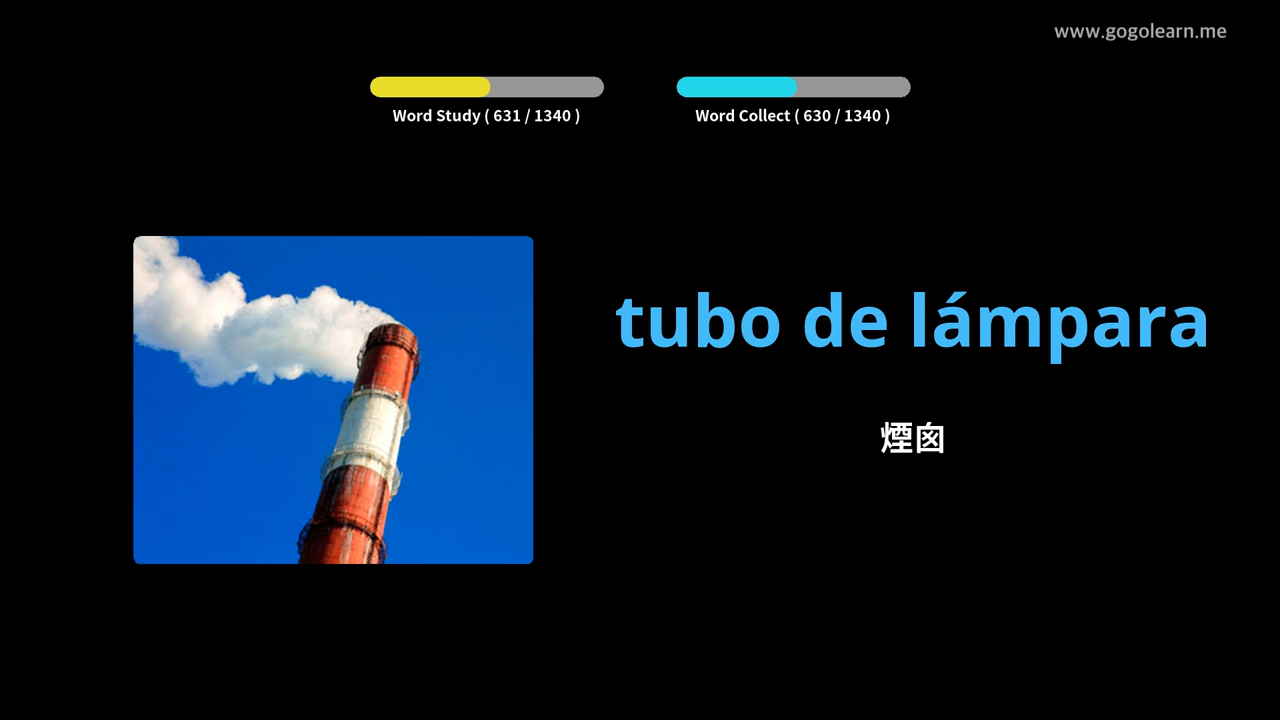 www.gogolearn.me
Word Study ( 631 / 1340 )
Word Collect ( 630 / 1340 )
tubo de lámpara
煙囪